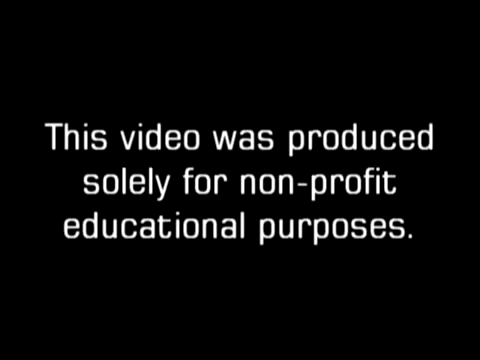 This video was produced
solely for non-profit
educational purposes.